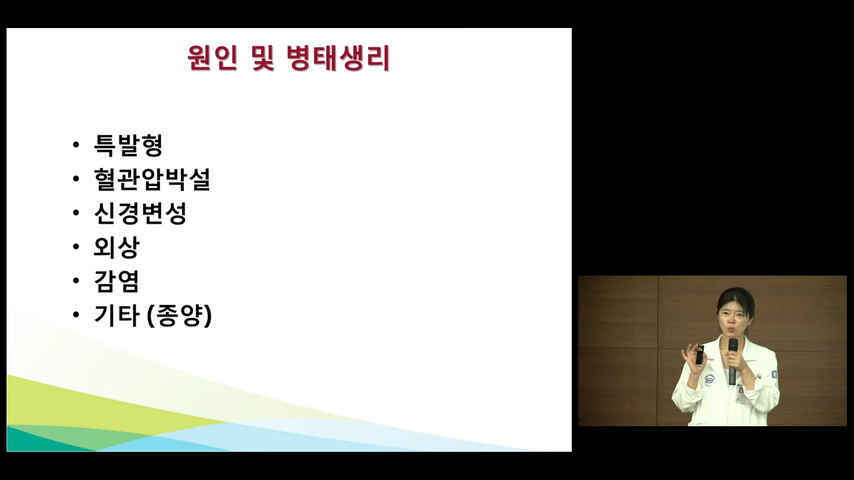 원인 및 병태생리
• 특발형
• 혈관압박설
• 신경변성
• 외상
• 감염
• 기타 (종양)